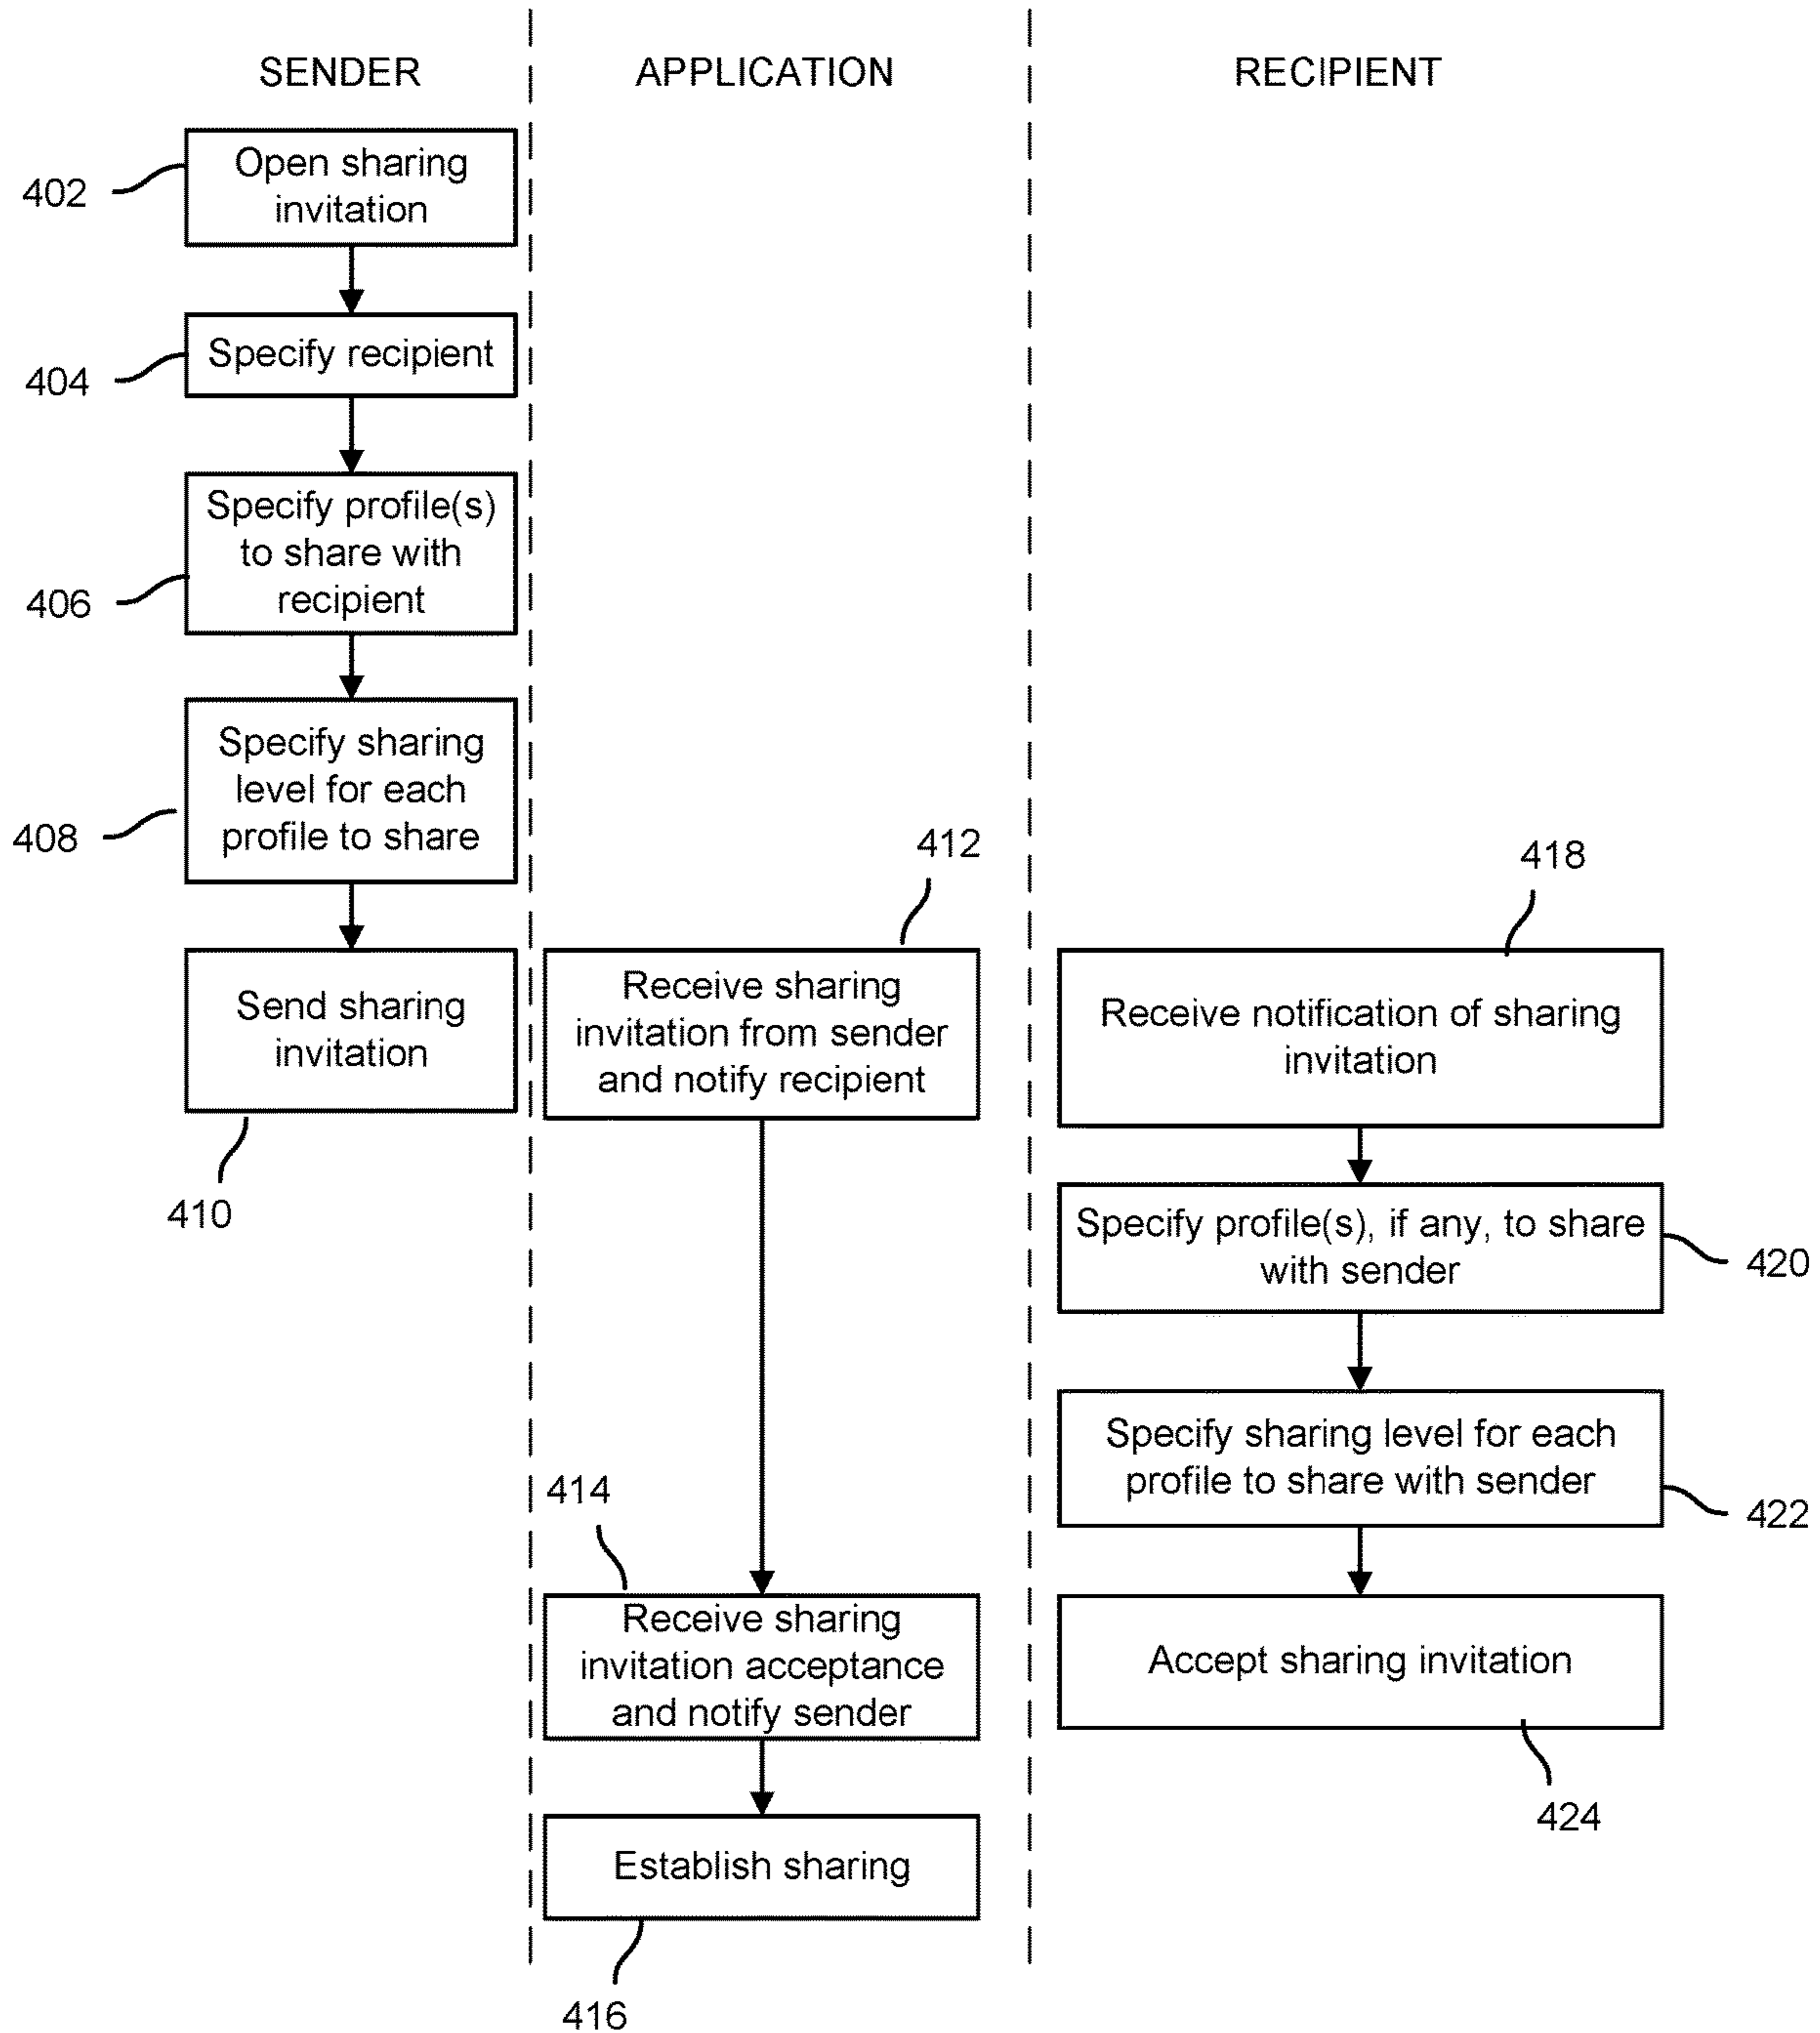 SENDER
APPLICATION
RECIPIENT
402
Open sharing
invitation
404
Specify recipient
406
Specify profile(s)
to share with
recipient
408
Specify sharing
level for each
profile to share
Send sharing
invitation
410
412
Receive sharing
invitation from sender
and notify recipient
414
Receive sharing
invitation acceptance
and notify sender
Establish sharing
416
418
Receive notification of sharing
invitation
Specify profile(s), if any, to share
with sender
420
Specify sharing level for each
profile to share with sender
422
Accept sharing invitation
424